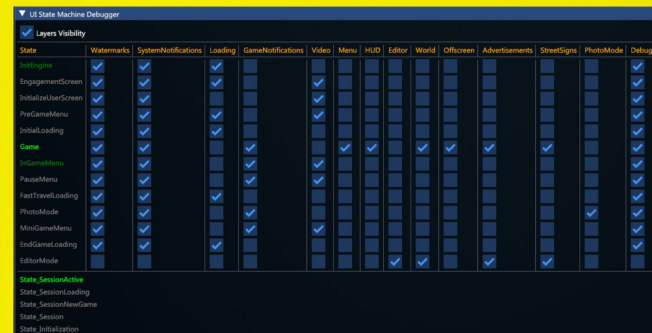 ▼ UI State Machine Debugger
Layers Visibility
State Watermarks SystemNotifications Loading GameNotifications Video Menu HUD Editor World Offscreen Advertisements StreetSigns PhotoMode Debug
InitEngine
EngagementScreen
InitializeUserScreen
PreGameMenu
InitialLoading
Game
InGameMenu
PauseMenu
FastTravelLoading
PhotoMode
MiniGameMenu
EndGameLoading
EditorMode
State_SessionActive
State_SessionLoading
State_SessionNewGame
State_Session
State_Initialization